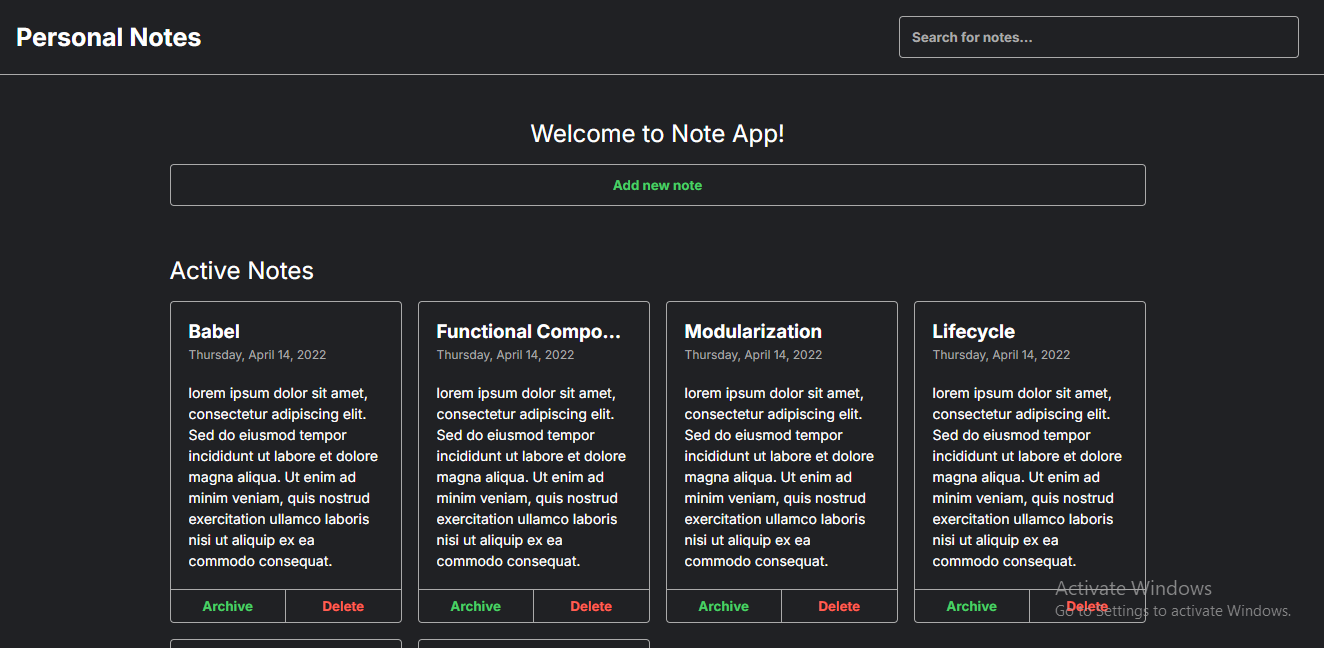 Personal Notes
Search for notes...
Welcome to Note App!
Add new note
Active Notes
Babel
Thursday, April 14, 2022
lorem ipsum dolor sit amet,
consectetur adipiscing elit.
Sed do eiusmod tempor
incididunt ut labore et dolore
magna aliqua. Ut enim ad
minim veniam, quis nostrud
exercitation ullamco laboris
nisi ut aliquip ex ea
commodo consequat.
Archive
Delete
Functional Compo...
Thursday, April 14, 2022
lorem ipsum dolor sit amet,
consectetur adipiscing elit.
Sed do eiusmod tempor
incididunt ut labore et dolore
magna aliqua. Ut enim ad
minim veniam, quis nostrud
exercitation ullamco laboris
nisi ut aliquip ex ea
commodo consequat.
Archive
Delete
Modularization
Thursday, April 14, 2022
lorem ipsum dolor sit amet,
consectetur adipiscing elit.
Sed do eiusmod tempor
incididunt ut labore et dolore
magna aliqua. Ut enim ad
minim veniam, quis nostrud
exercitation ullamco laboris
nisi ut aliquip ex ea
commodo consequat.
Archive
Delete
Lifecycle
Thursday, April 14, 2022
lorem ipsum dolor sit amet,
consectetur adipiscing elit.
Sed do eiusmod tempor
incididunt ut labore et dolore
magna aliqua. Ut enim ad
minim veniam, quis nostrud
exercitation ullamco laboris
nisi ut aliquip ex ea
commodo consequat.
Archive
Delete
Activate Windows
Go to Settings to activate Windows.